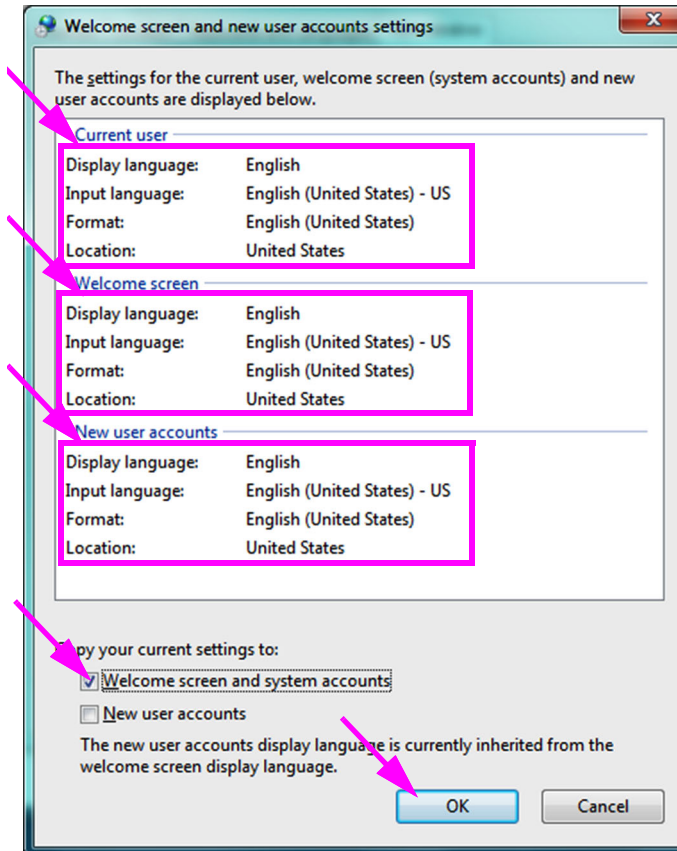 Welcome screen and new user accounts settings
The settings for the current user, welcome screen (system accounts) and new
user accounts are displayed below.
Current user
Display language: English
Input language: English (United States) - US
Format: English (United States)
Location: United States
Welcome screen
Display language: English
Input language: English (United States) - US
Format: English (United States)
Location: United States
New user accounts
Display language: English
Input language: English (United States) - US
Format: English (United States)
Location: United States
Copy your current settings to:
Welcome screen and system accounts
New user accounts
The new user accounts display language is currently inherited from the
welcome screen display language.
OK Cancel